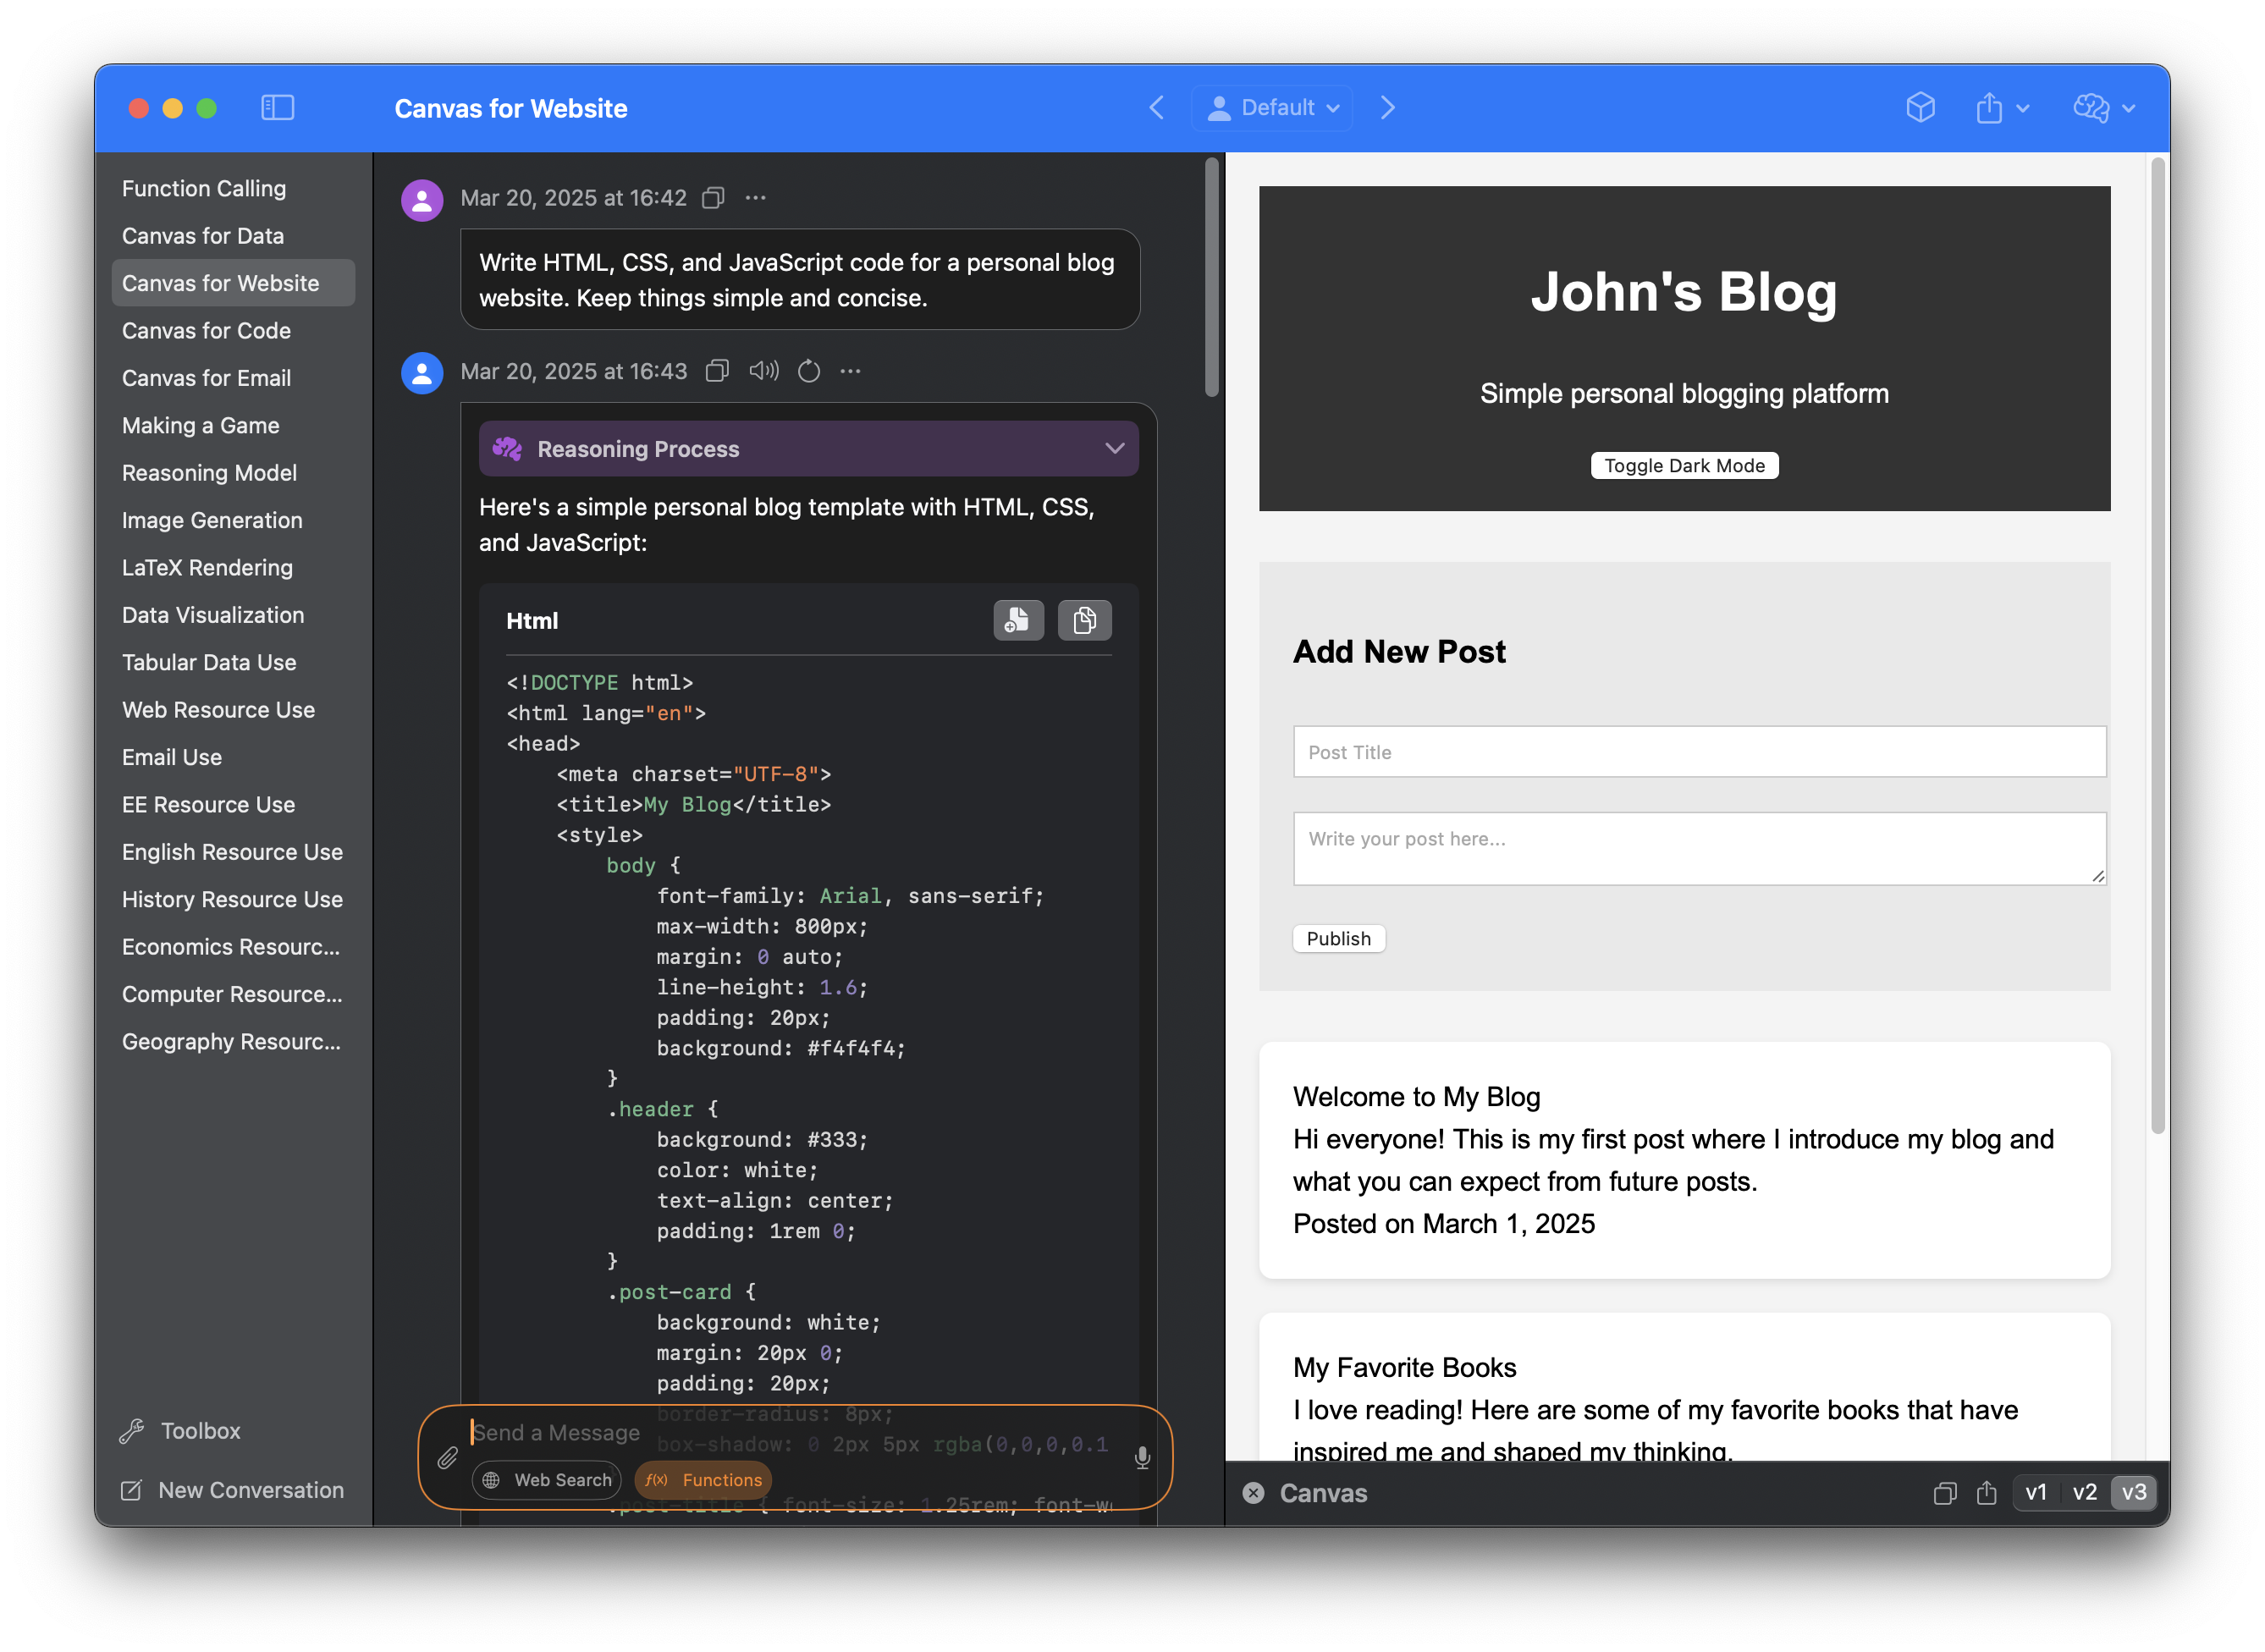 Canvas for Website
Default
Function Calling
Canvas for Data
Canvas for Website
Canvas for Code
Canvas for Email
Making a Game
Reasoning Model
Image Generation
LaTeX Rendering
Data Visualization
Tabular Data Use
Web Resource Use
Email Use
EE Resource Use
English Resource Use
History Resource Use
Economics Resourc...
Computer Resource...
Geography Resourc...
Toolbox
New Conversation
Mar 20, 2025 at 16:42
Write HTML, CSS, and JavaScript code for a personal blog
website. Keep things simple and concise.
Mar 20, 2025 at 16:43
Reasoning Process
Here's a simple personal blog template with HTML, CSS,
and JavaScript:
Html
<!DOCTYPE html>
<html lang="en">
<head>
    <meta charset="UTF-8">
    <title>My Blog</title>
    <style>
        body {
            font-family: Arial, sans-serif;
            max-width: 800px;
            margin: 0 auto;
            line-height: 1.6;
            padding: 20px;
            background: #f4f4f4;
        }
        .header {
            background: #333;
            color: white;
            text-align: center;
            padding: 1rem 0;
        }
        .post-card {
            background: white;
            margin: 20px 0;
            padding: 20px;
            border-radius: 8px;
            box-shadow: 0 2px 5px rgba(0,0,0,0.1
        .post-title { font-size: 1.25rem; font-w
Send a Message
Web Search
f(x) Functions
John's Blog
Simple personal blogging platform
Toggle Dark Mode
Add New Post
Post Title
Write your post here...
Publish
Welcome to My Blog
Hi everyone! This is my first post where I introduce my blog and
what you can expect from future posts.
Posted on March 1, 2025
My Favorite Books
I love reading! Here are some of my favorite books that have
inspired me and shaped my thinking.
Canvas
v1
v2
v3